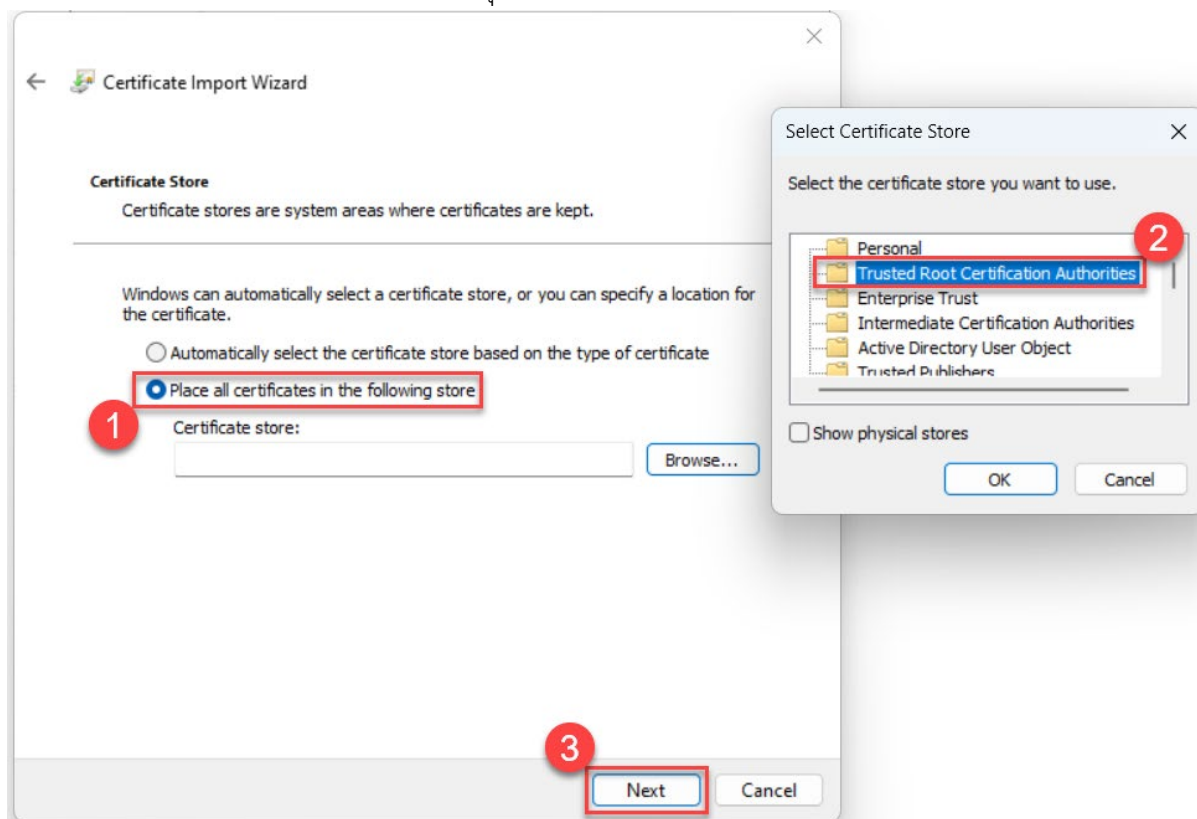 Certificate Import Wizard
Certificate Store
Certificate stores are system areas where certificates are kept.
Windows can automatically select a certificate store, or you can specify a location for
the certificate.
Automatically select the certificate store based on the type of certificate
Place all certificates in the following store
1
Certificate store:
Browse...
3
Next
Cancel
Select Certificate Store
Select the certificate store you want to use.
2
Personal
Trusted Root Certification Authorities
Enterprise Trust
Intermediate Certification Authorities
Active Directory User Object
Trusted Publishers
Show physical stores
OK
Cancel